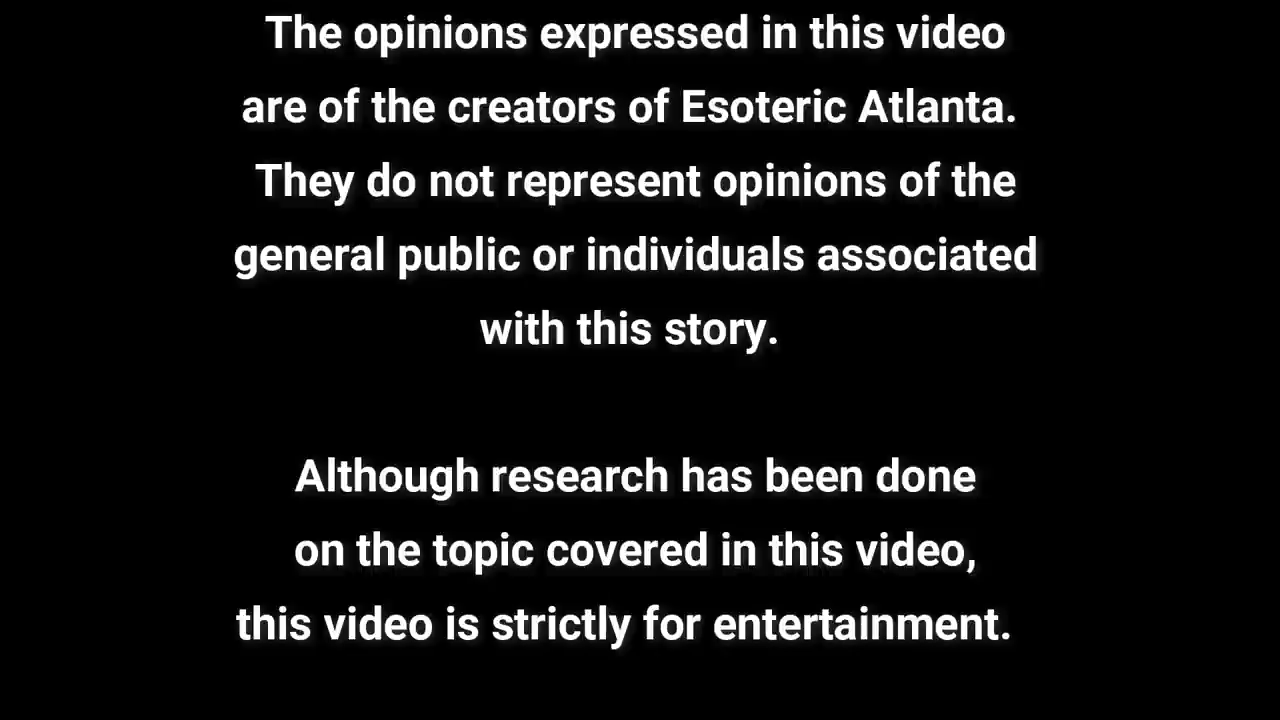 The opinions expressed in this video
are of the creators of Esoteric Atlanta.
They do not represent opinions of the
general public or individuals associated
with this story.
Although research has been done
on the topic covered in this video,
this video is strictly for entertainment.